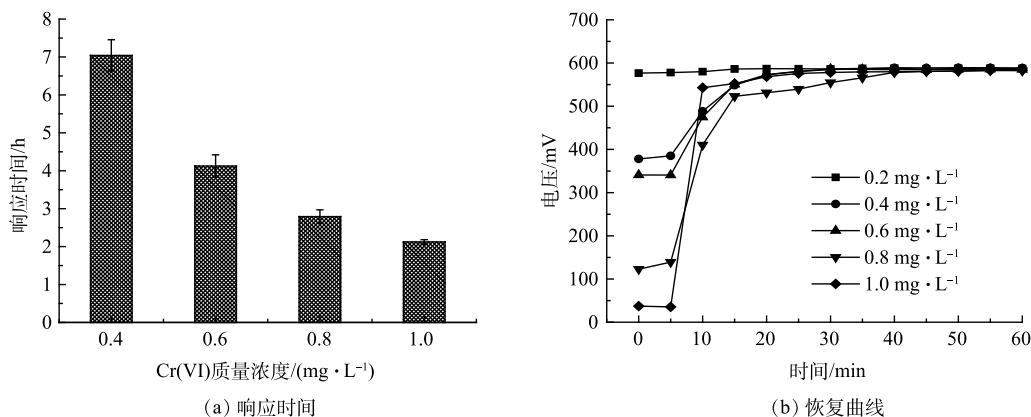 8
7
6
5
4
3
2
1
0
响应时间/h
0.4 0.6 0.8 1.0
Cr(VI)质量浓度/(mg·L⁻¹)
(a) 响应时间
700
600
500
400
300
200
100
0
电压/mV
0.2 mg·L⁻¹
0.4 mg·L⁻¹
0.6 mg·L⁻¹
0.8 mg·L⁻¹
1.0 mg·L⁻¹
0 10 20 30 40 50 60
时间/min
(b) 恢复曲线